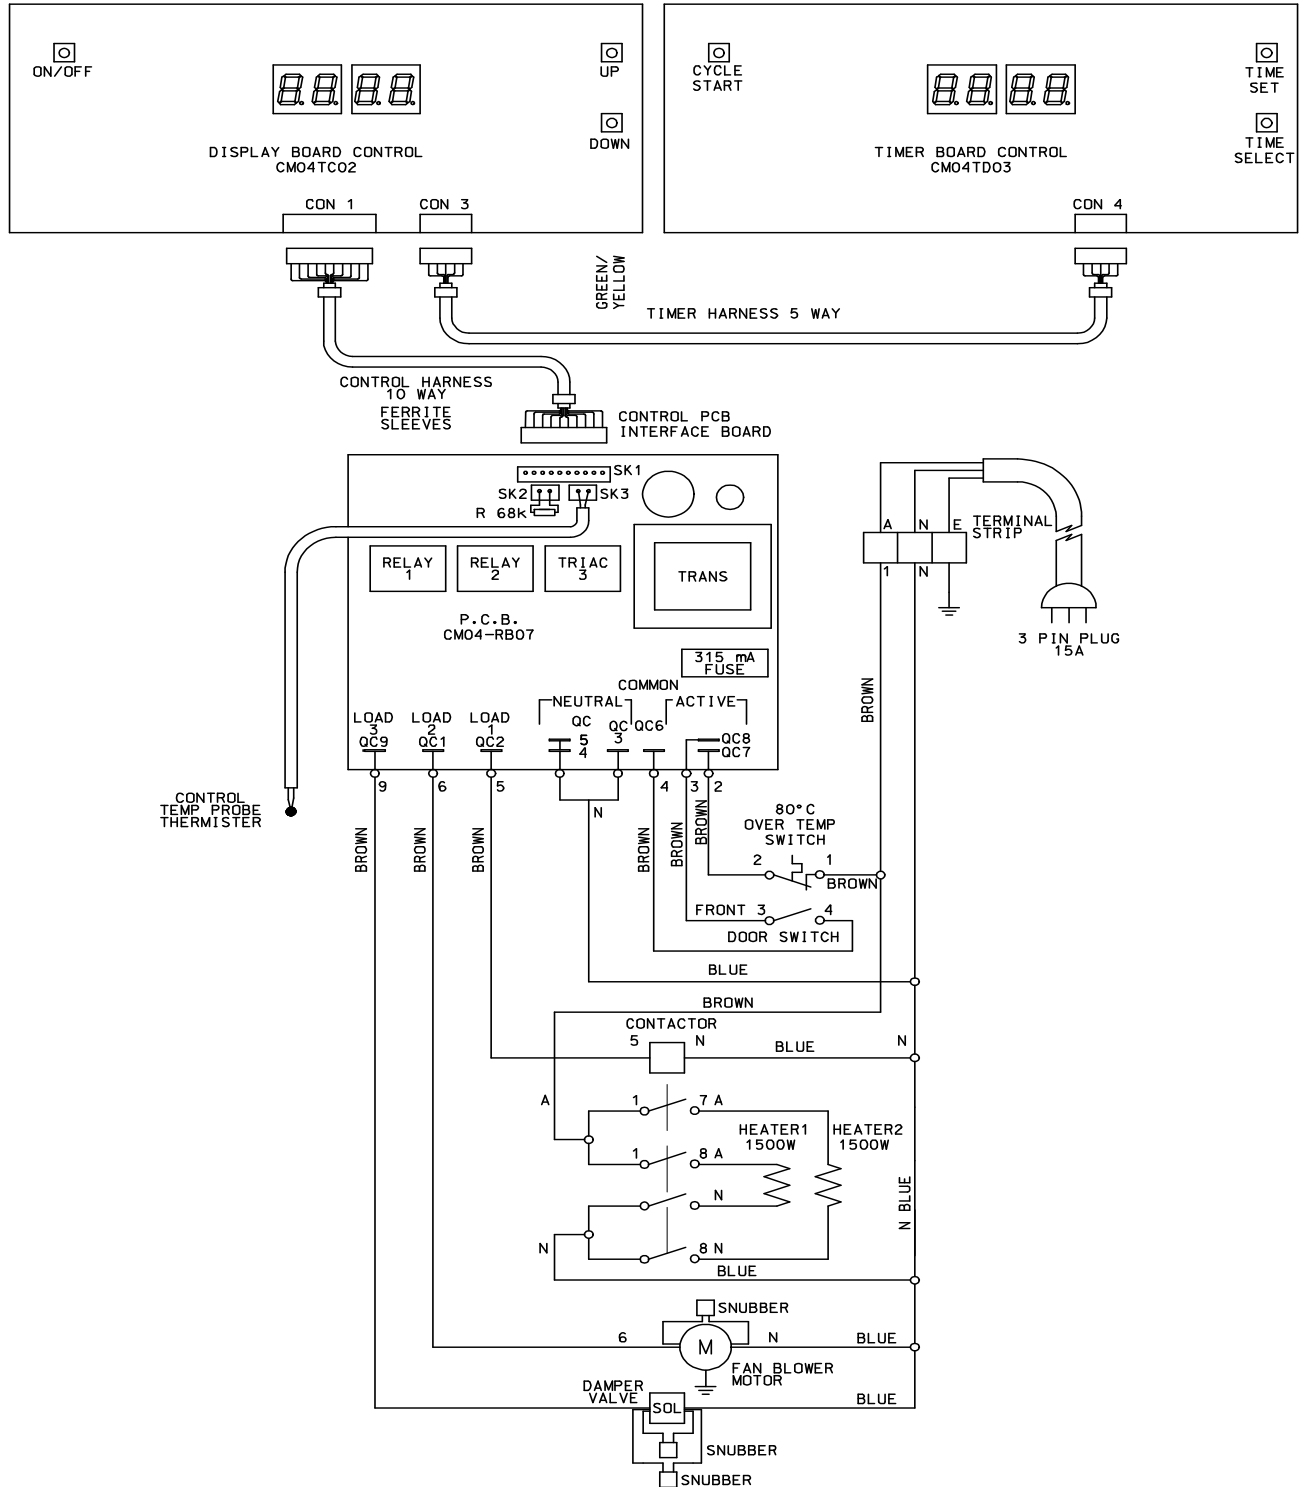 ON/OFF
UP
DOWN
DISPLAY BOARD CONTROL
CM04TC02
CON 1
CON 3
CYCLE
START
TIME
SET
TIME
SELECT
TIMER BOARD CONTROL
CM04TD03
CON 4
GREEN/
YELLOW
TIMER HARNESS 5 WAY
CONTROL HARNESS
10 WAY
FERRITE
SLEEVES
CONTROL PCB
INTERFACE BOARD
SK1
SK2
SK3
R 68k
RELAY
1
RELAY
2
TRIAC
3
TRANS
P.C.B.
CM04-RB07
315 mA
FUSE
COMMON
NEUTRAL
ACTIVE
LOAD
3
QC9
LOAD
2
QC1
LOAD
1
QC2
QC
5
4
QC
3
QC6
QC8
QC7
A
N
E
TERMINAL
STRIP
1
N
3 PIN PLUG
15A
BROWN
CONTROL
TEMP PROBE
THERMISTER
9
6
5
N
4
3
2
BROWN
BROWN
BROWN
BROWN
BROWN
BROWN
80°C
OVER TEMP
SWITCH
2
1
BROWN
FRONT 3
4
DOOR SWITCH
BLUE
BROWN
CONTACTOR
5
N
BLUE
N
A
1
7 A
HEATER1
1500W
HEATER2
1500W
1
8 A
N
N
8 N
BLUE
N BLUE
SNUBBER
6
M
N
BLUE
FAN BLOWER
MOTOR
DAMPER
VALVE
SOL
BLUE
SNUBBER
SNUBBER